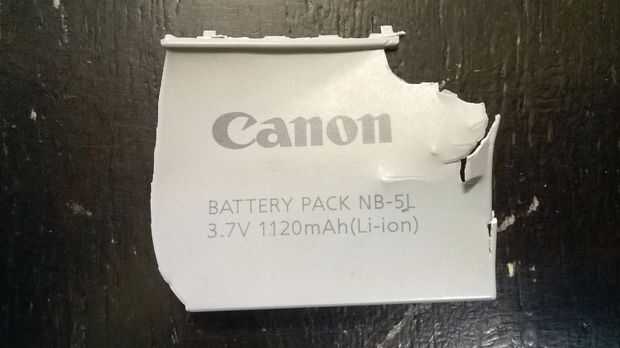 Canon
BATTERY PACK NB-5L
3.7V 1120mAh(Li-ion)